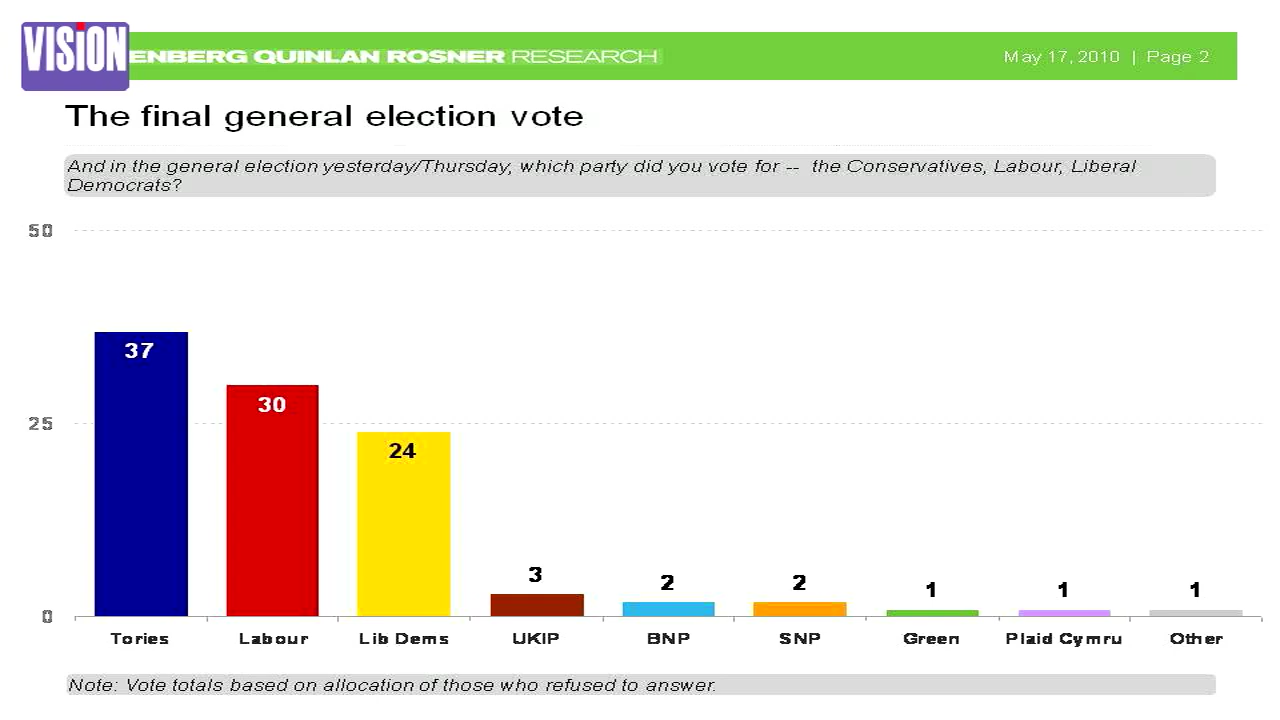 VISION
ENBERG QUINLAN ROSNER RESEARCH
May 17, 2010 | Page 2
The final general election vote
And in the general election yesterday/Thursday, which party did you vote for -- the Conservatives, Labour, Liberal
Democrats?
50
25
0
37
30
24
3
2
2
1
1
1
Tories
Labour
Lib Dems
UKIP
BNP
SNP
Green
Plaid Cymru
Other
Note: Vote totals based on allocation of those who refused to answer.